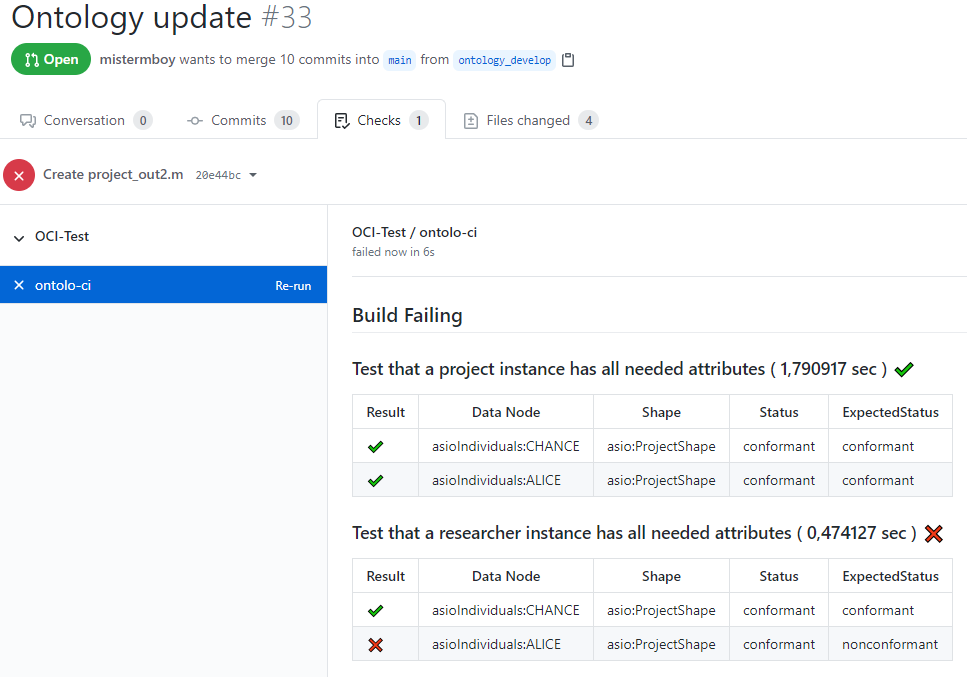 Ontology update #33
Open mistermboy wants to merge 10 commits into main from ontology_develop
Conversation 0 Commits 10 Checks 1 Files changed 4
Create project_out2.m 20e44bc
OCI-Test
ontolo-ci Re-run
OCI-Test / ontolo-ci
failed now in 6s
Build Failing
Test that a project instance has all needed attributes ( 1,790917 sec )
Result Data Node Shape Status ExpectedStatus
asioIndividuals:CHANCE asio:ProjectShape conformant conformant
asioIndividuals:ALICE asio:ProjectShape conformant conformant
Test that a researcher instance has all needed attributes ( 0,474127 sec )
Result Data Node Shape Status ExpectedStatus
asioIndividuals:CHANCE asio:ProjectShape conformant conformant
asioIndividuals:ALICE asio:ProjectShape conformant nonconformant